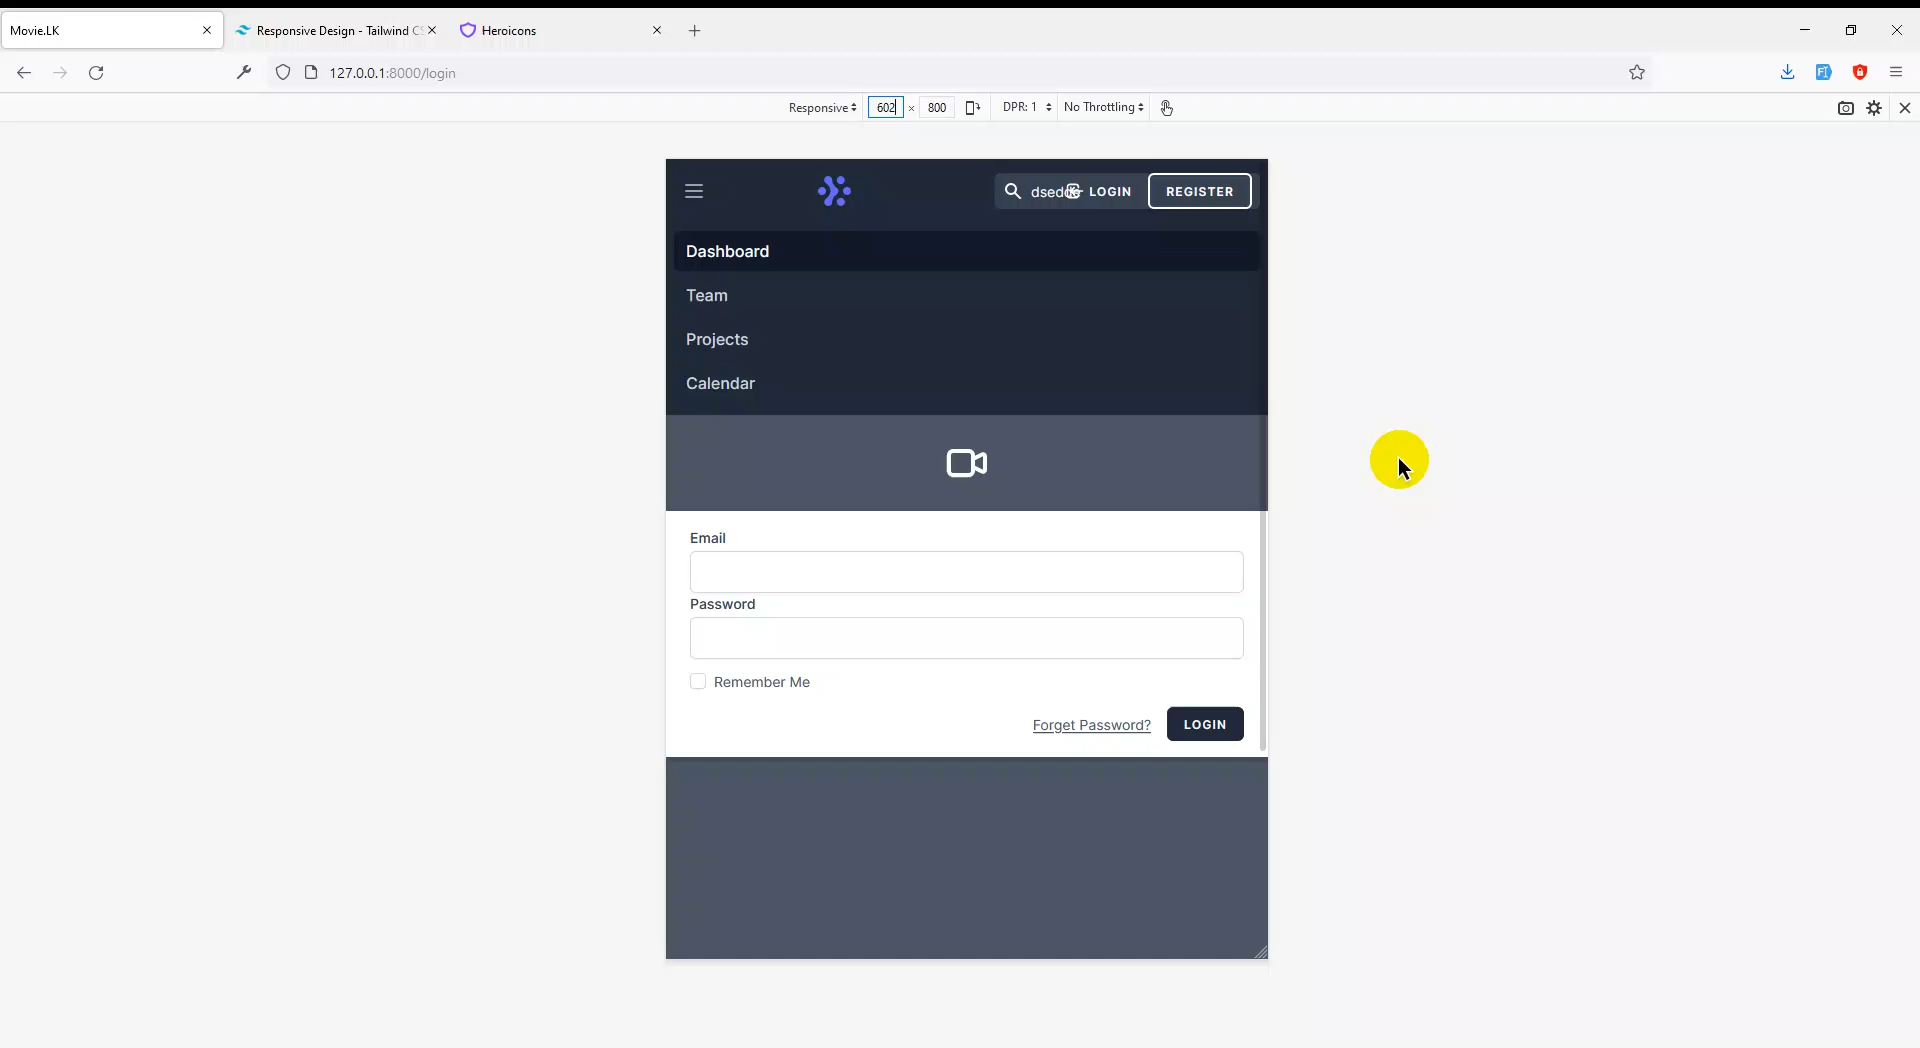 Movie.LK
Responsive Design - Tailwind CS
Heroicons
127.0.0.1:8000/login
Responsive
602 × 800
DPR: 1
No Throttling
LOGIN
REGISTER
Dashboard
Team
Projects
Calendar
Email
Password
Remember Me
Forget Password?
LOGIN